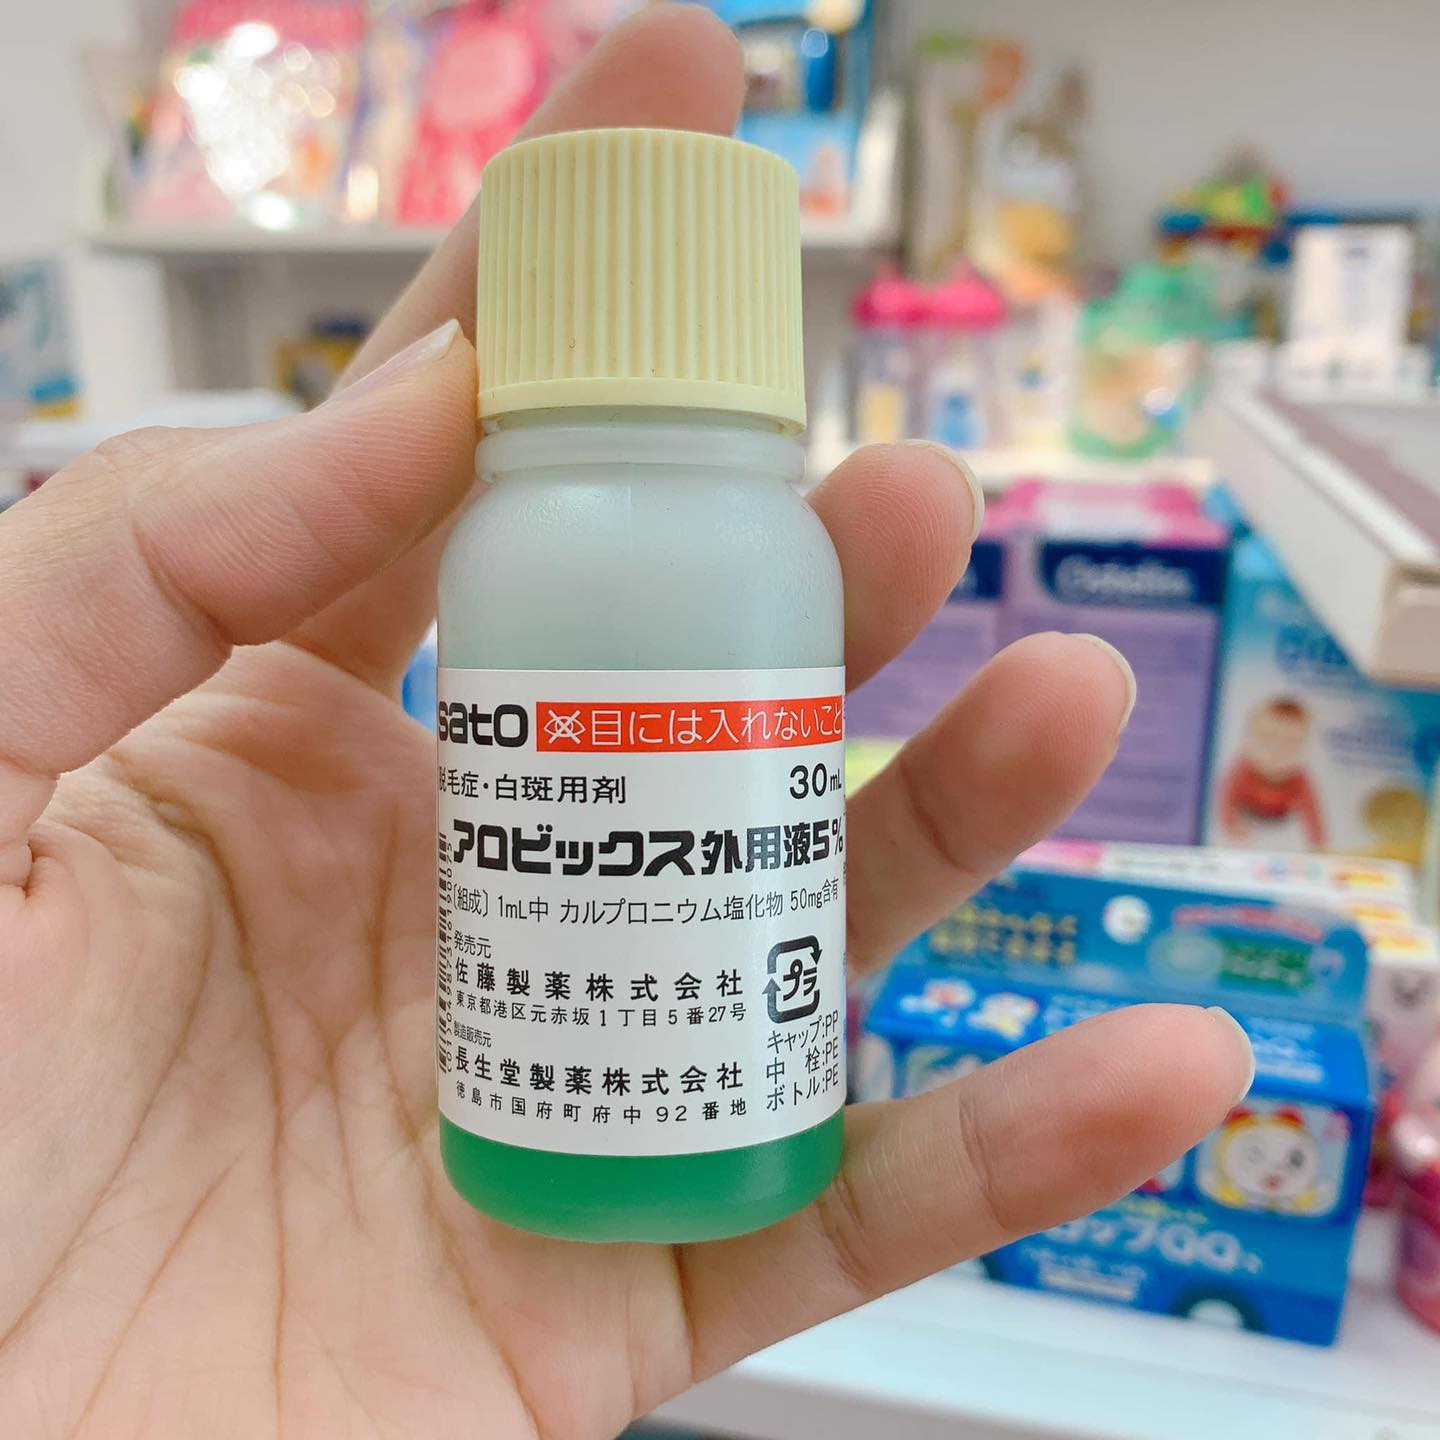 sato 目には入れないこと
脱毛症・白斑用剤 30mL
アロビックス外用液5%
〔組成〕 1mL中 カルプロニウム塩化物 50mg含有
発売元
佐藤製薬株式会社
東京都港区元赤坂1丁目5番27号
製造販売元
長生堂製薬株式会社
徳島市国府町府中92番地
プラ
キャップ:PP
中 栓:PE
ボトル:PE